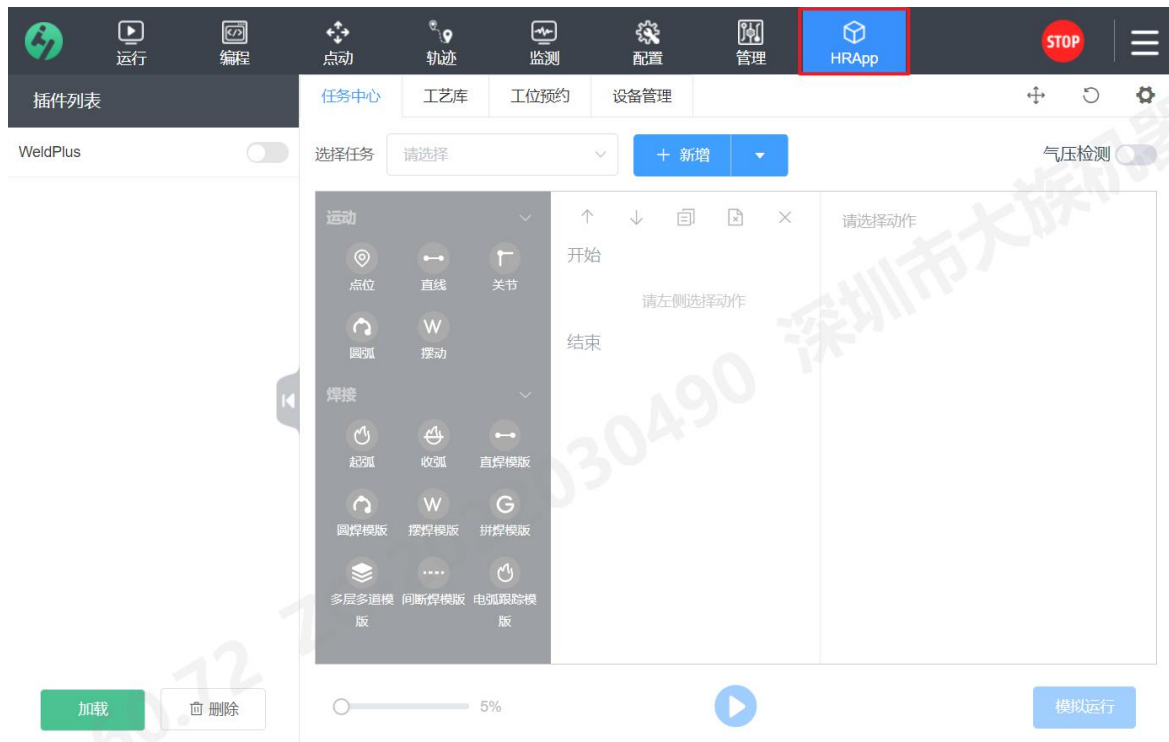 运行 编程 点动 轨迹 监测 配置 管理 HRApp STOP
插件列表 任务中心 工艺库 工位预约 设备管理
WeldPlus 选择任务 请选择 + 新增 气压检测
运动
点位 直线 关节
圆弧 摆动
焊接
起弧 收弧 直焊模版
圆焊模版 摆焊模版 拼焊模版
多层多道模版 间断焊模版 电弧跟踪模版
开始
请左侧选择动作
结束
请选择动作
加载 删除 5% 模拟运行
深圳市大族机器